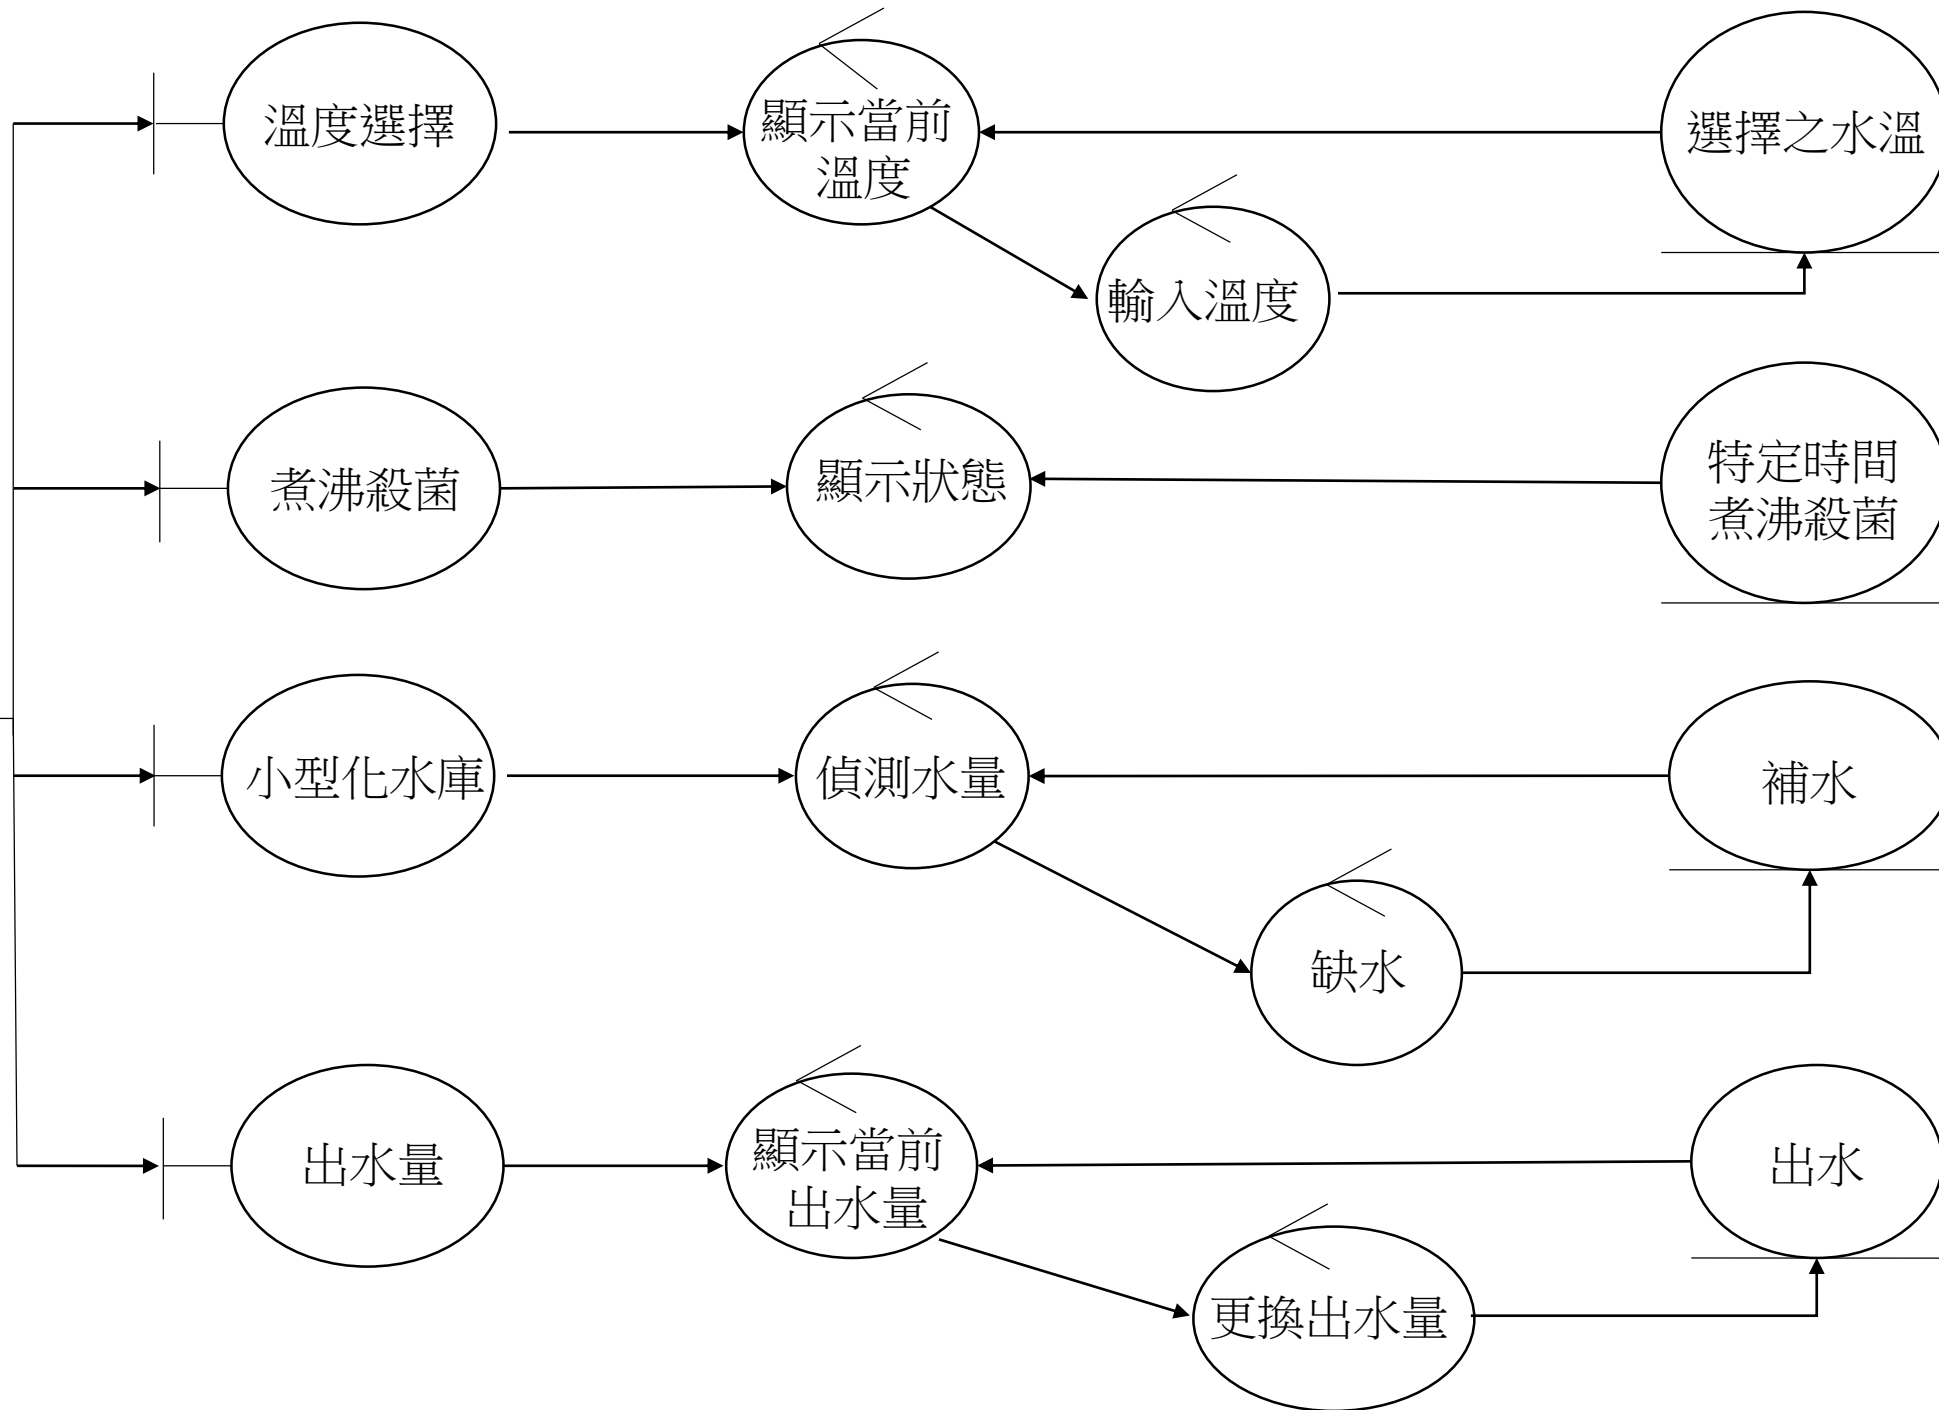 溫度選擇
顯示當前
溫度
選擇之水溫
輸入溫度
煮沸殺菌
顯示狀態
特定時間
煮沸殺菌
小型化水庫
偵測水量
補水
缺水
出水量
顯示當前
出水量
出水
更換出水量